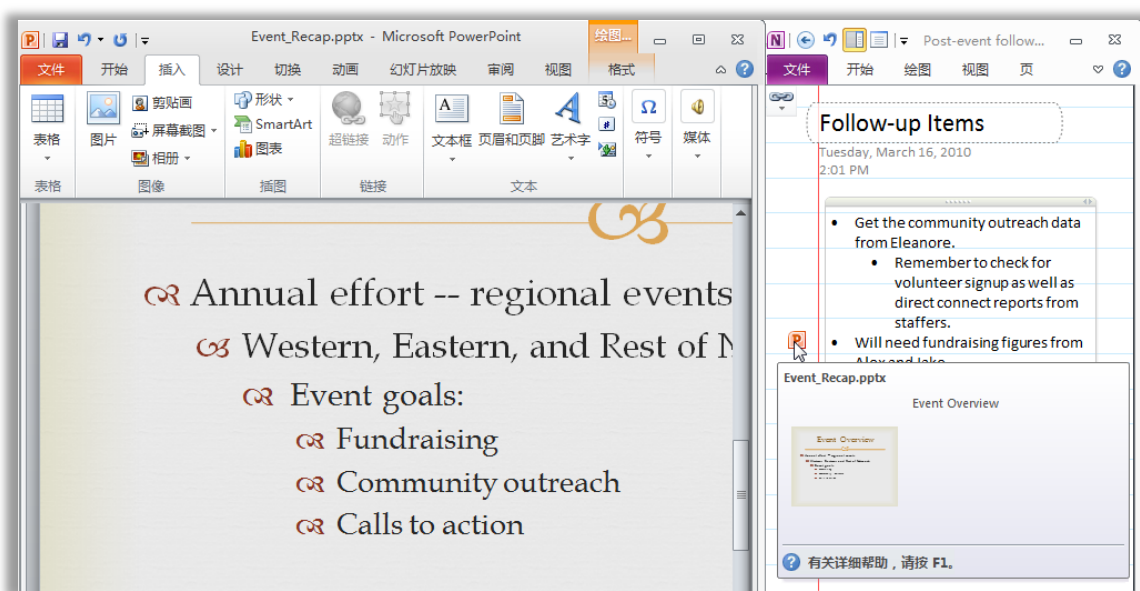 Event_Recap.pptx - Microsoft PowerPoint
绘图...
文件 开始 插入 设计 切换 动画 幻灯片放映 审阅 视图 格式
表格
图片
剪贴画
屏幕截图
相册
形状
SmartArt
图表
超链接
动作
A
文本框
页眉和页脚
A
艺术字
#
Ω
符号
媒体
表格
图像
插图
链接
文本
Annual effort -- regional events
Western, Eastern, and Rest of N
Event goals:
Fundraising
Community outreach
Calls to action
Post-event follow...
文件 开始 绘图 视图 页
Follow-up Items
Tuesday, March 16, 2010
2:01 PM
Get the community outreach data
from Eleanore.
Remember to check for
volunteer signup as well as
direct connect reports from
staffers.
Will need fundraising figures from
Alex and Jake
Event_Recap.pptx
Event Overview
Event Overview
有关详细帮助，请按 F1。